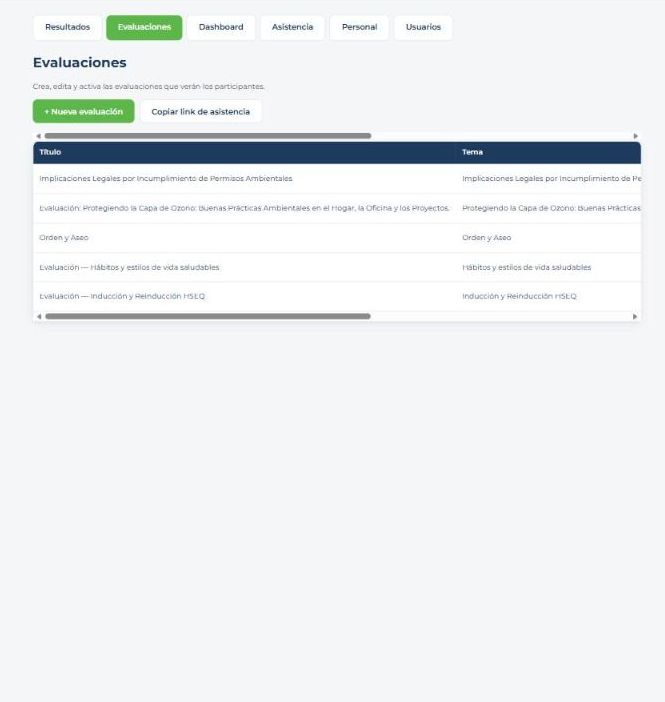 Resultados Evaluaciones Dashboard Asistencia Personal Usuarios
Evaluaciones
Crea, edita y activa las evaluaciones que verán los participantes.
+ Nueva evaluación Copiar link de asistencia
Título Tema
Implicaciones Legales por Incumplimiento de Permisos Ambientales Implicaciones Legales por Incumplimiento de Pe
Evaluación: Protegiendo la Capa de Ozono: Buenas Prácticas Ambientales en el Hogar, la Oficina y los Proyectos. Protegiendo la Capa de Ozono: Buenas Prácticas
Orden y Aseo Orden y Aseo
Evaluación — Hábitos y estilos de vida saludables Hábitos y estilos de vida saludables
Evaluación — Inducción y Reinducción HSEQ Inducción y Reinducción HSEQ